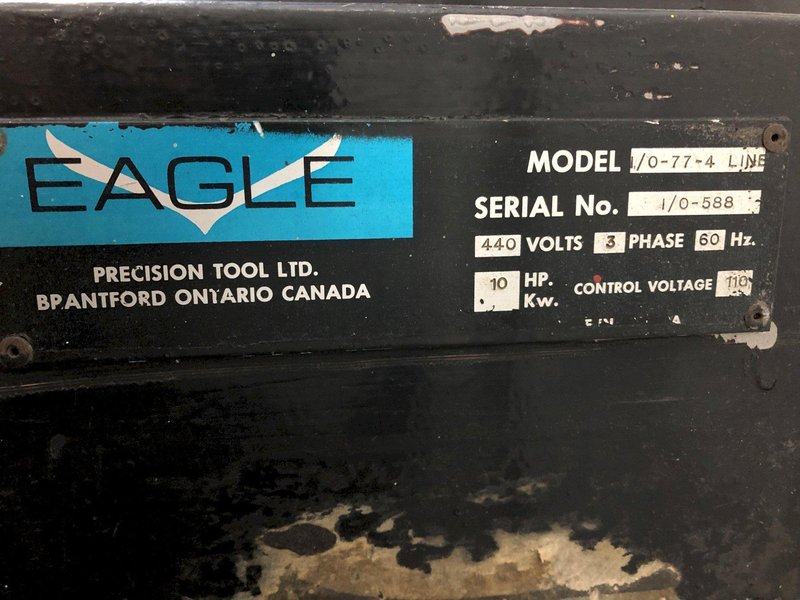 EAGLE
PRECISION TOOL LTD.
BRANTFORD ONTARIO CANADA
MODEL 1/0-77-4 LINE
SERIAL No. 1/0-588
440 VOLTS 3 PHASE 60 Hz.
10 HP. Kw. CONTROL VOLTAGE 110